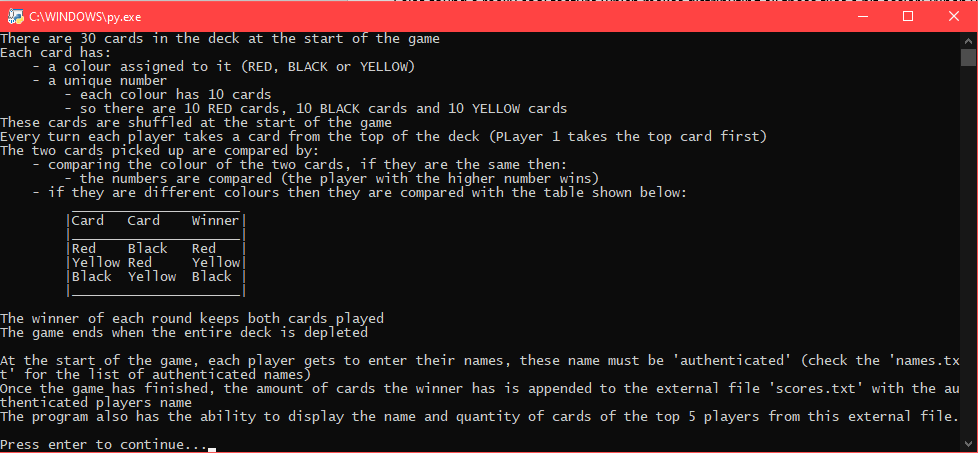 C:\WINDOWS\py.exe
There are 30 cards in the deck at the start of the game
Each card has:
    - a colour assigned to it (RED, BLACK or YELLOW)
    - a unique number
        - each colour has 10 cards
        - so there are 10 RED cards, 10 BLACK cards and 10 YELLOW cards
These cards are shuffled at the start of the game
Every turn each player takes a card from the top of the deck (PLayer 1 takes the top card first)
The two cards picked up are compared by:
    - comparing the colour of the two cards, if they are the same then:
        - the numbers are compared (the player with the higher number wins)
    - if they are different colours then they are compared with the table shown below:
        |Card   Card    Winner|
        |Red    Black   Red   |
        |Yellow Red     Yellow|
        |Black  Yellow  Black |
The winner of each round keeps both cards played
The game ends when the entire deck is depleted
At the start of the game, each player gets to enter their names, these name must be 'authenticated' (check the 'names.tx
t' for the list of authenticated names)
Once the game has finished, the amount of cards the winner has is appended to the external file 'scores.txt' with the au
thenticated players name
The program also has the ability to display the name and quantity of cards of the top 5 players from this external file.
Press enter to continue...